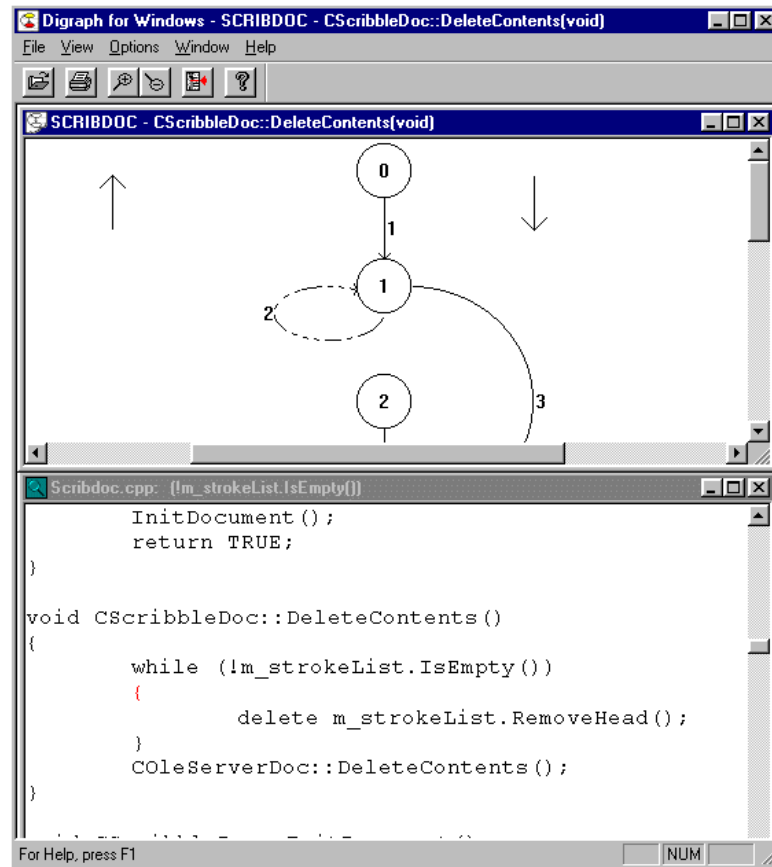 Digraph for Windows - SCRIBDOC - CScribbleDoc::DeleteContents(void)
File View Options Window Help
SCRIBDOC - CScribbleDoc::DeleteContents(void)
0
1
1
2
2
3
Scribdoc.cpp: (!m_strokeList.IsEmpty())
InitDocument();
return TRUE;
}
void CScribbleDoc::DeleteContents()
{
while (!m_strokeList.IsEmpty())
{
delete m_strokeList.RemoveHead();
}
COleServerDoc::DeleteContents();
}
For Help, press F1
NUM